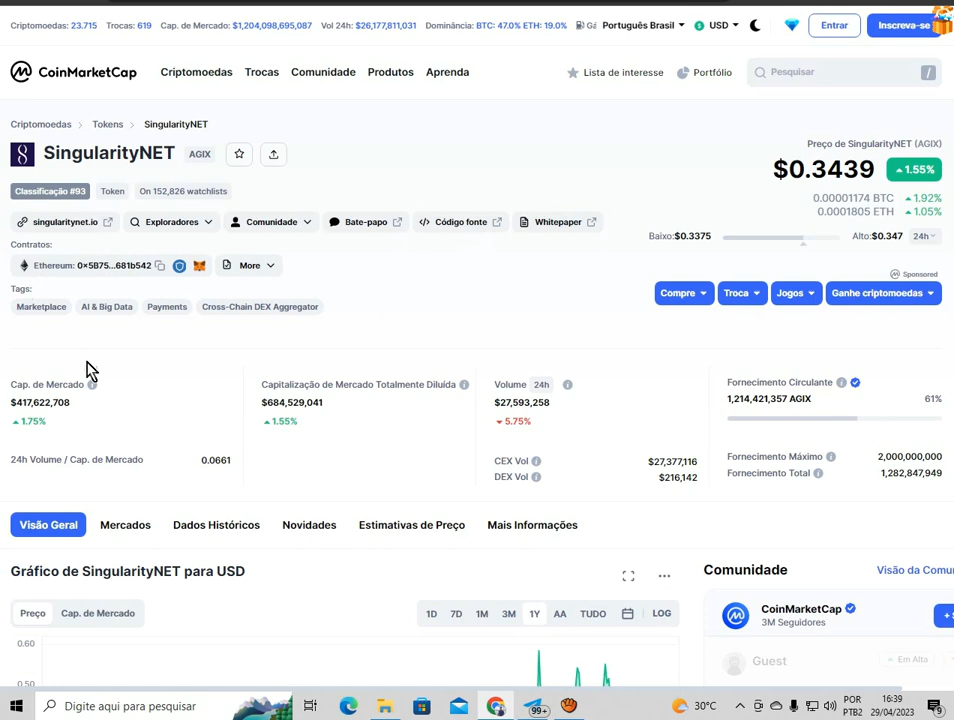 Criptomoedas: 23.715 Trocas: 619 Cap. de Mercado: $1,204,098,695,087 Vol 24h: $26,177,811,031 Dominância: BTC: 47.0% ETH: 19.0% Gá Português Brasil USD Entrar Inscreva-se
CoinMarketCap Criptomoedas Trocas Comunidade Produtos Aprenda Lista de interesse Portfólio Pesquisar /
Criptomoedas > Tokens > SingularityNET
SingularityNET AGIX
Classificação #93 Token On 152,826 watchlists
singularitynet.io Exploradores Comunidade Bate-papo Código fonte Whitepaper
Contratos:
Ethereum: 0x5B75...681b542 More
Tags:
Marketplace AI & Big Data Payments Cross-Chain DEX Aggregator
Preço de SingularityNET (AGIX)
$0.3439 1.55%
0.00001174 BTC 1.92%
0.0001805 ETH 1.05%
Baixo:$0.3375 Alto:$0.347 24h
Sponsored
Compre Troca Jogos Ganhe criptomoedas
Cap. de Mercado
$417,622,708
1.75%
24h Volume / Cap. de Mercado 0.0661
Capitalização de Mercado Totalmente Diluída
$684,529,041
1.55%
Volume 24h
$27,593,258
5.75%
CEX Vol $27,377,116
DEX Vol $216,142
Fornecimento Circulante
1,214,421,357 AGIX 61%
Fornecimento Máximo 2,000,000,000
Fornecimento Total 1,282,847,949
Visão Geral Mercados Dados Históricos Novidades Estimativas de Preço Mais Informações
Gráfico de SingularityNET para USD
Preço Cap. de Mercado 1D 7D 1M 3M 1Y AA TUDO LOG
0.60
0.50
Comunidade Visão da Comu
CoinMarketCap
3M Seguidores
Guest Em Alta
Digite aqui para pesquisar 99+ 30°C POR 16:39
PTB2 29/04/2023 9